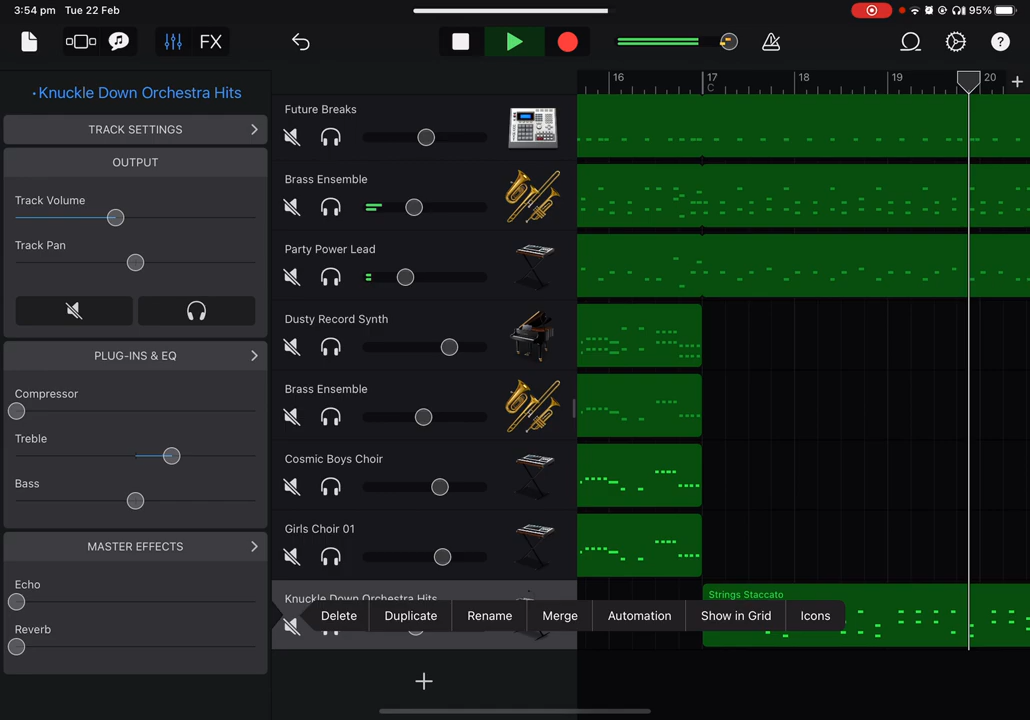 3:54 pm Tue 22 Feb
95%
FX
?
16 17 18 19 20
C
· Knuckle Down Orchestra Hits
TRACK SETTINGS
OUTPUT
Track Volume
Track Pan
PLUG-INS & EQ
Compressor
Treble
Bass
MASTER EFFECTS
Echo
Reverb
Future Breaks
Brass Ensemble
Party Power Lead
Dusty Record Synth
Brass Ensemble
Cosmic Boys Choir
Girls Choir 01
Knuckle Down Orchestra Hits
Strings Staccato
Delete Duplicate Rename Merge Automation Show in Grid Icons